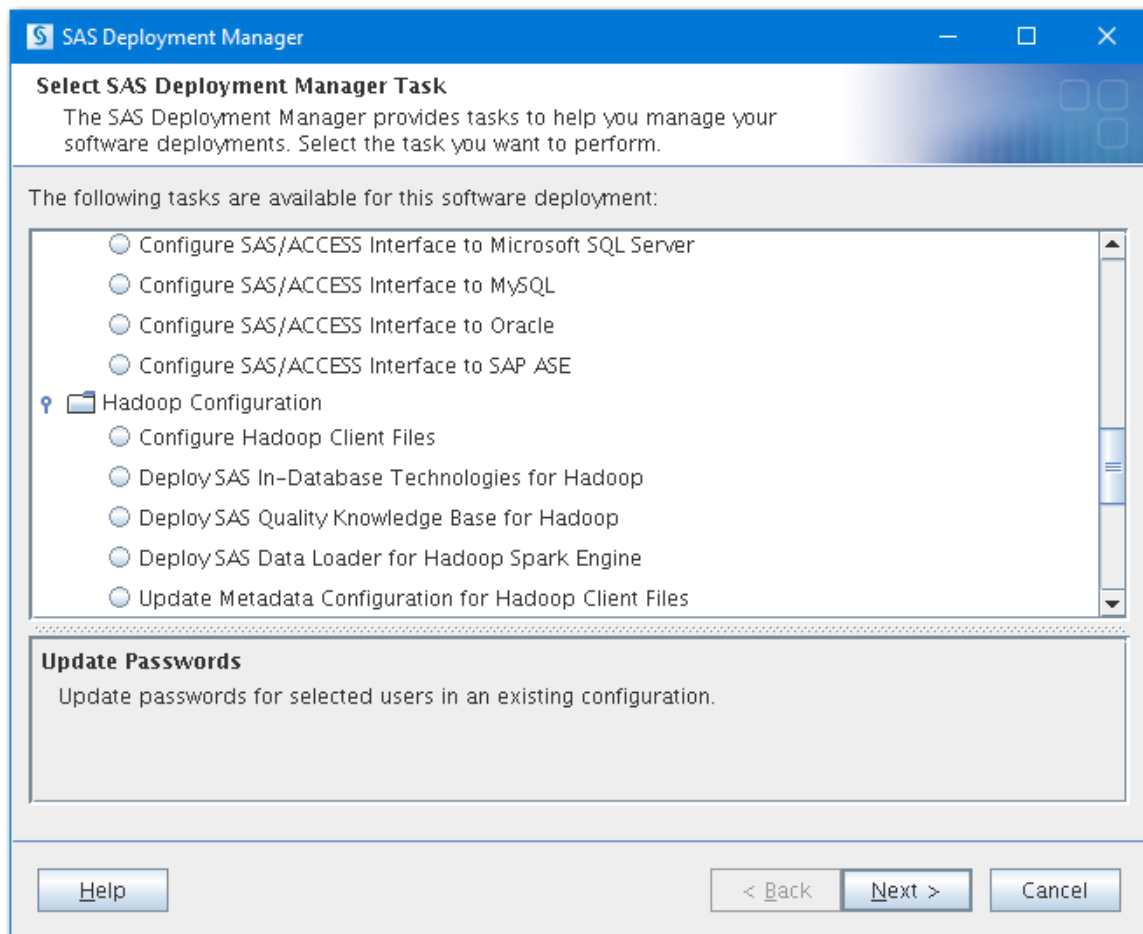 SAS Deployment Manager
Select SAS Deployment Manager Task
The SAS Deployment Manager provides tasks to help you manage your
software deployments. Select the task you want to perform.
The following tasks are available for this software deployment:
Configure SAS/ACCESS Interface to Microsoft SQL Server
Configure SAS/ACCESS Interface to MySQL
Configure SAS/ACCESS Interface to Oracle
Configure SAS/ACCESS Interface to SAP ASE
Hadoop Configuration
Configure Hadoop Client Files
Deploy SAS In-Database Technologies for Hadoop
Deploy SAS Quality Knowledge Base for Hadoop
Deploy SAS Data Loader for Hadoop Spark Engine
Update Metadata Configuration for Hadoop Client Files
Update Passwords
Update passwords for selected users in an existing configuration.
Help
< Back
Next >
Cancel